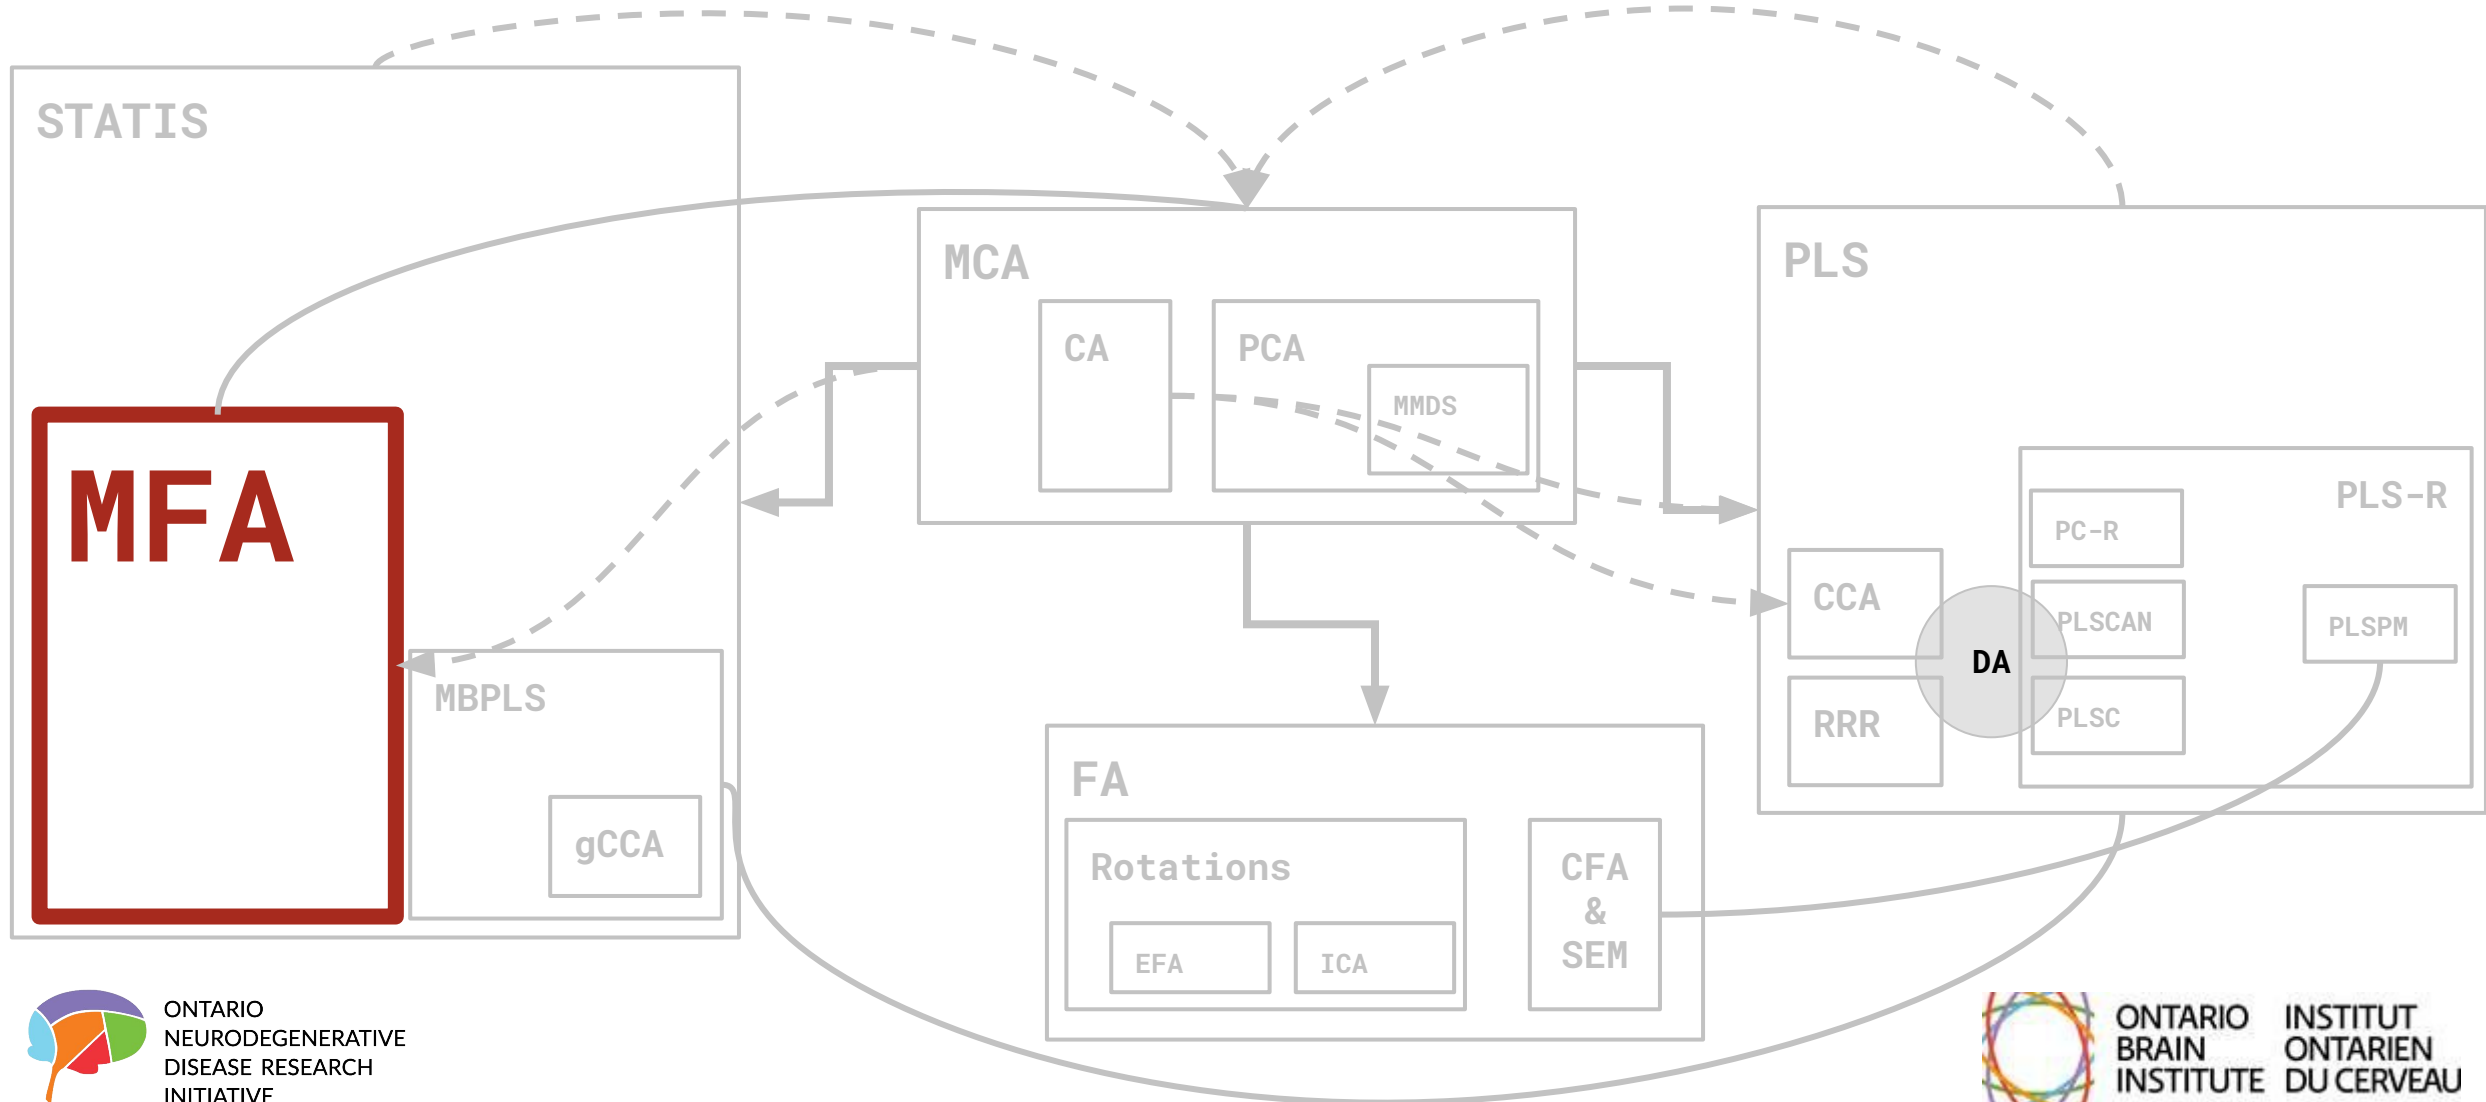 STATIS
MFA
MBPLS
gCCA
MCA
CA
PCA
MMDS
FA
Rotations
EFA
ICA
CFA
&
SEM
PLS
PLS-R
PC-R
CCA
PLSCAN
DA
PLSPM
RRR
PLSC
ONTARIO
NEURODEGENERATIVE
DISEASE RESEARCH
INITIATIVE
ONTARIO
BRAIN
INSTITUTE
INSTITUT
ONTARIEN
DU CERVEAU